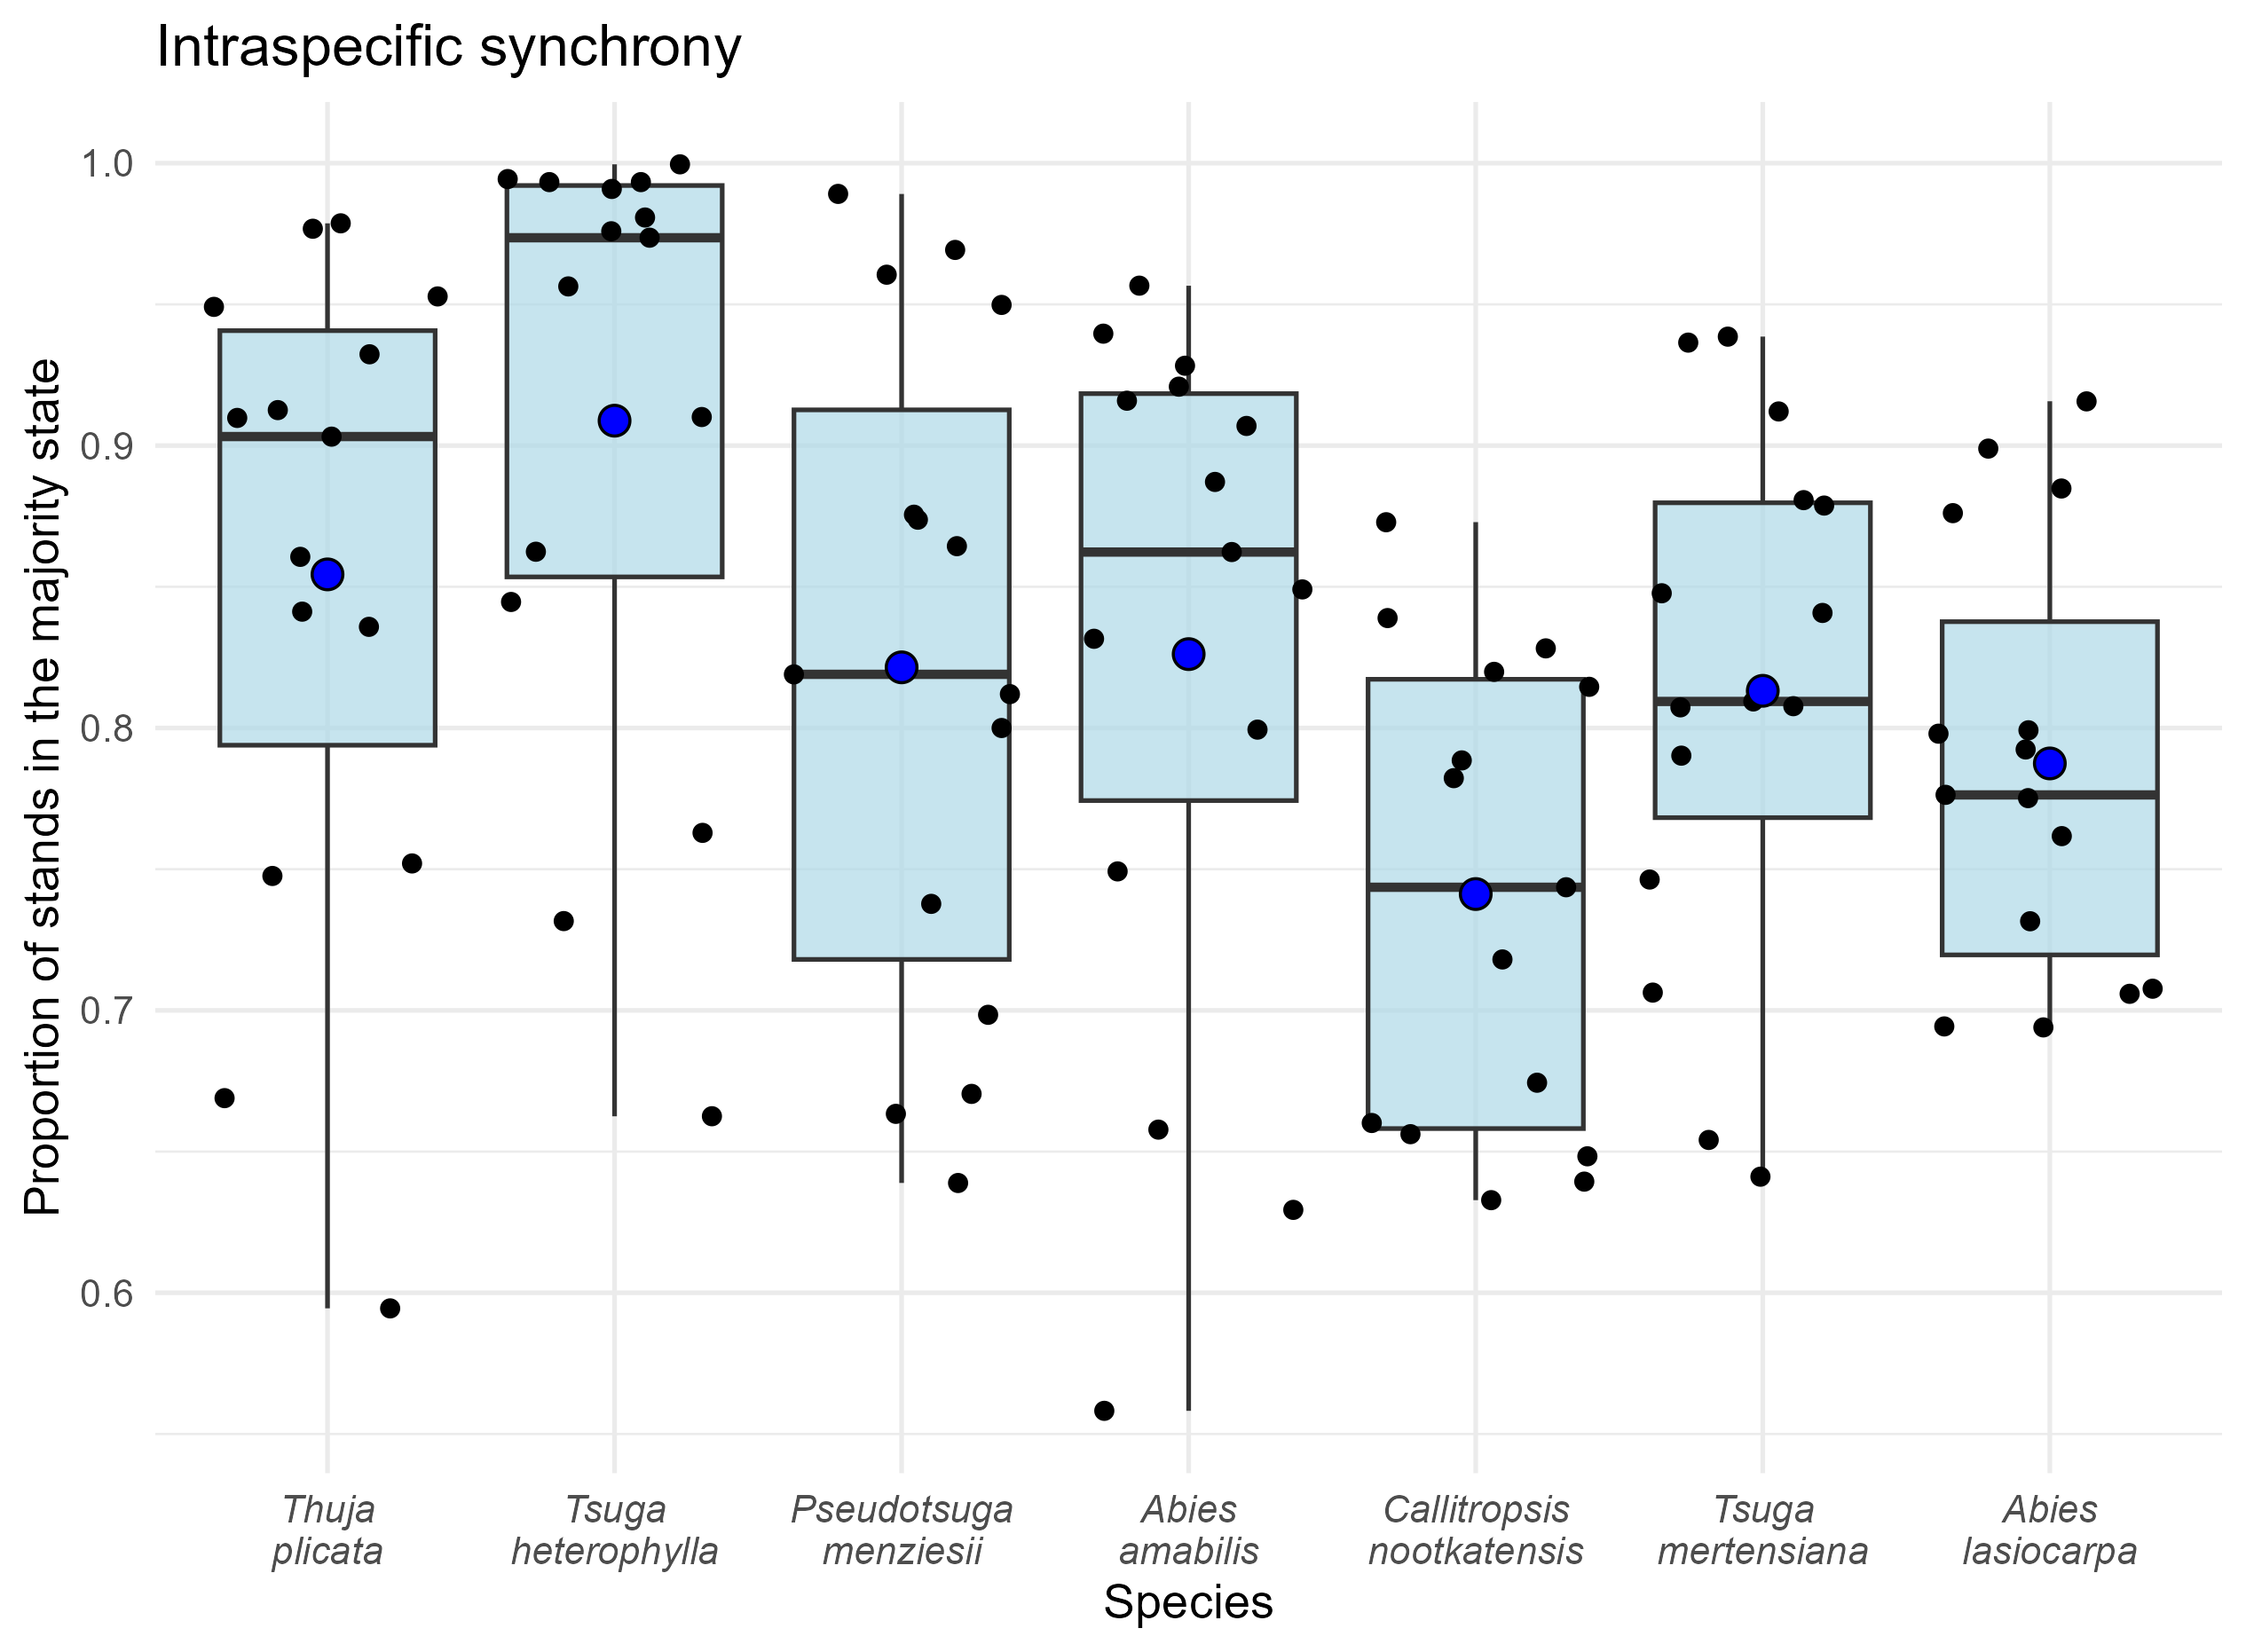 Intraspecific synchrony
Proportion of stands in the majority state
1.0
0.9
0.8
0.7
0.6
Thuja plicata
Tsuga heterophylla
Pseudotsuga menziesii
Abies amabilis
Callitropsis nootkatensis
Tsuga mertensiana
Abies lasiocarpa
Species